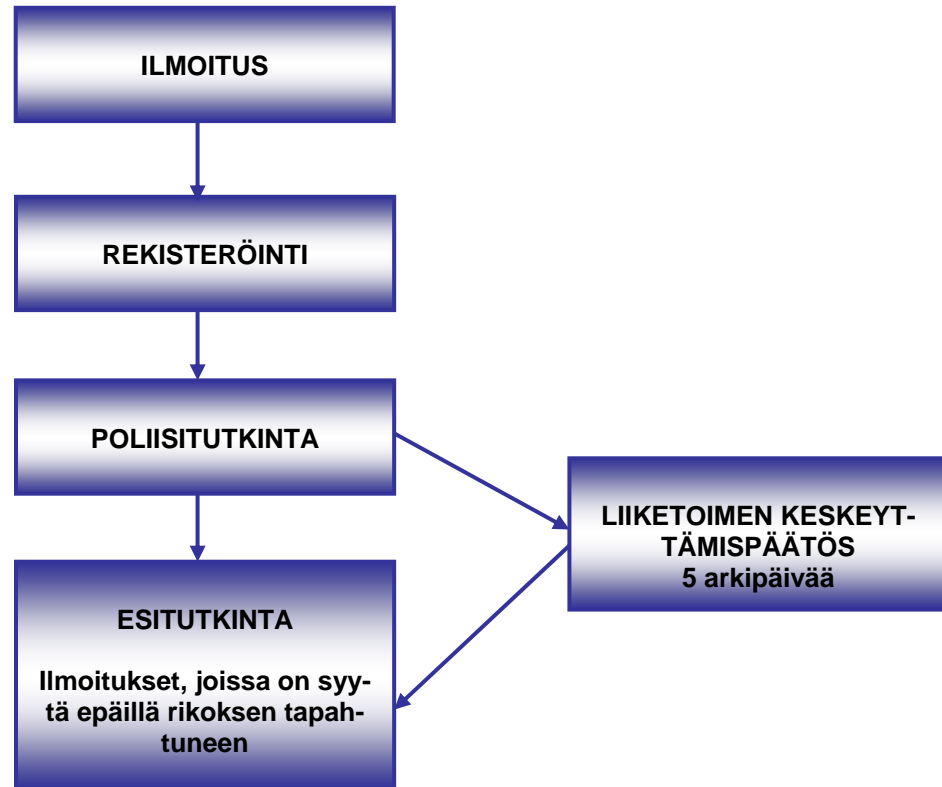 ILMOITUS
REKISTERÖINTI
POLIISITUTKINTA
LIIKETOIMEN KESKEYT-
TÄMISPÄÄTÖS
5 arkipäivää
ESITUTKINTA
Ilmoitukset, joissa on syy-
tä epäillä rikoksen tapah-
tuneen